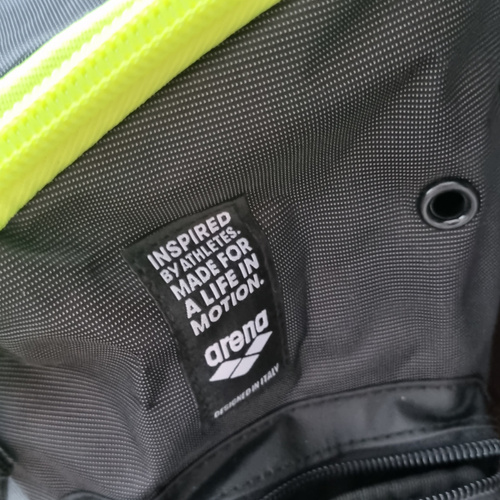 INSPIRED
BY ATHLETES.
MADE FOR
A LIFE IN
MOTION.
arena
DESIGNED IN ITALY